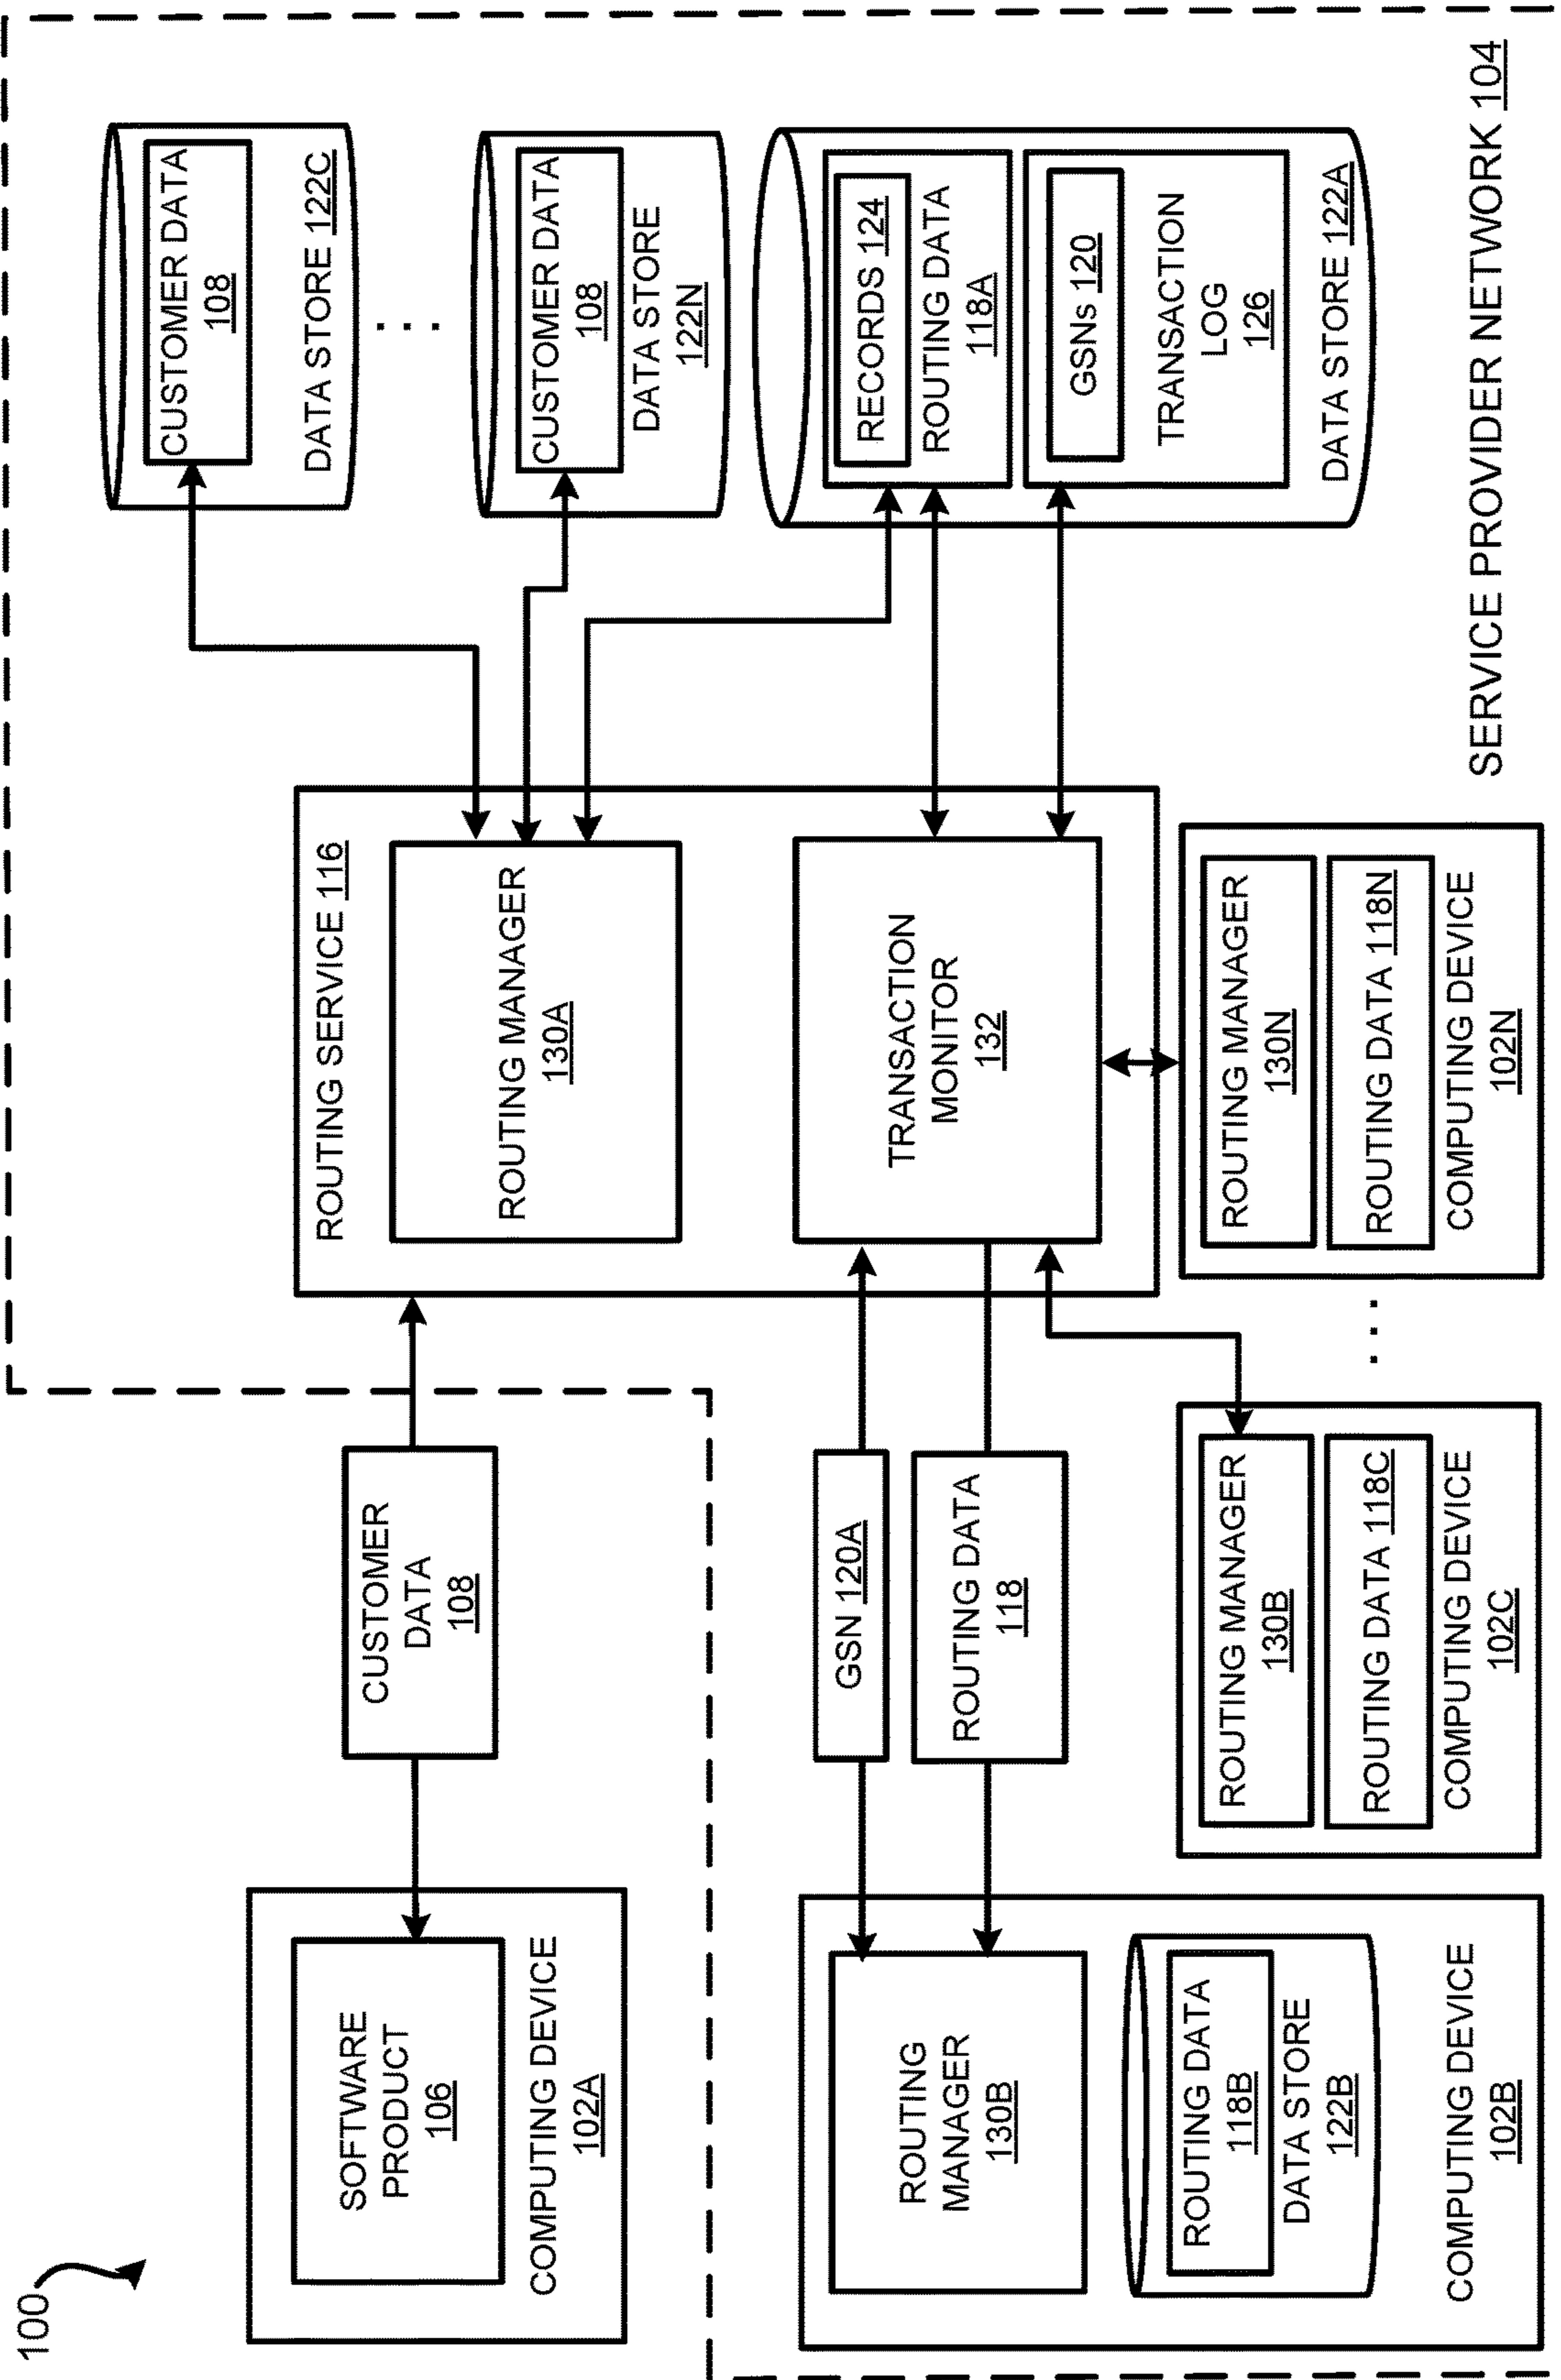 100
SOFTWARE
PRODUCT
106
COMPUTING DEVICE
102A
CUSTOMER
DATA
108
ROUTING SERVICE 116
ROUTING MANAGER
130A
TRANSACTION
MONITOR
132
CUSTOMER DATA
108
DATA STORE 122C
...
CUSTOMER DATA
108
DATA STORE
122N
RECORDS 124
ROUTING DATA
118A
GSNs 120
TRANSACTION
LOG
126
DATA STORE 122A
GSN 120A
ROUTING DATA
118
ROUTING
MANAGER
130B
ROUTING DATA
118B
DATA STORE
122B
COMPUTING DEVICE
102B
ROUTING MANAGER
130B
ROUTING DATA 118C
COMPUTING DEVICE
102C
...
ROUTING MANAGER
130N
ROUTING DATA 118N
COMPUTING DEVICE
102N
SERVICE PROVIDER NETWORK 104